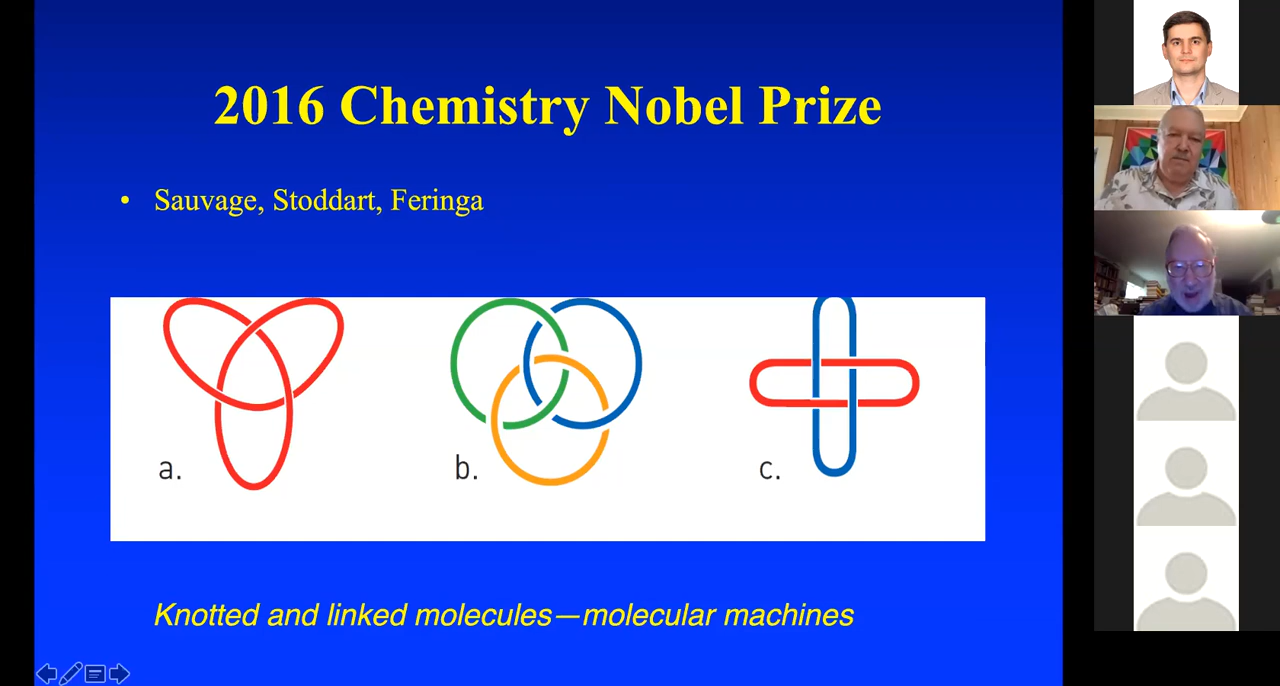 2016 Chemistry Nobel Prize
• Sauvage, Stoddart, Feringa
a.
b.
c.
Knotted and linked molecules—molecular machines